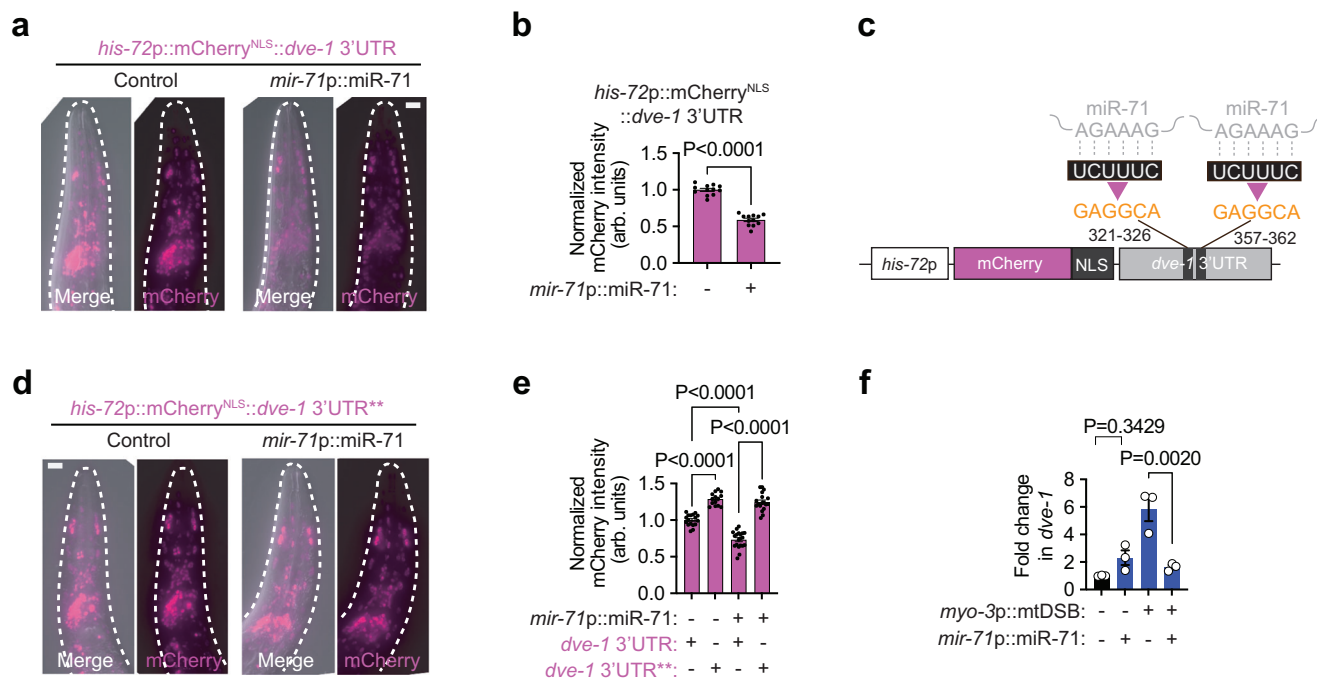 a
his-72p::mCherryNLS::dve-1 3'UTR
Control
mir-71p::miR-71
Merge
mCherry
Merge
mCherry
b
his-72p::mCherryNLS
::dve-1 3'UTR
P<0.0001
Normalized
mCherry intensity
(arb. units)
1.5
1.0
0.5
0.0
mir-71p::miR-71: - +
c
miR-71 miR-71
AGAAAG AGAAAG
UCUUUC UCUUUC
GAGGCA GAGGCA
321-326 357-362
his-72p mCherry NLS dve-1 3'UTR
d
his-72p::mCherryNLS::dve-1 3'UTR**
Control
mir-71p::miR-71
Merge
mCherry
Merge
mCherry
e
P<0.0001
P<0.0001
P<0.0001
Normalized
mCherry intensity
(arb. units)
1.5
1.0
0.5
0
mir-71p::miR-71: - - + +
dve-1 3'UTR: + - + -
dve-1 3'UTR**: - + - +
f
P=0.3429
P=0.0020
Fold change
in dve-1
8
6
4
2
0
myo-3p::mtDSB: - - + +
mir-71p::miR-71: - + - +